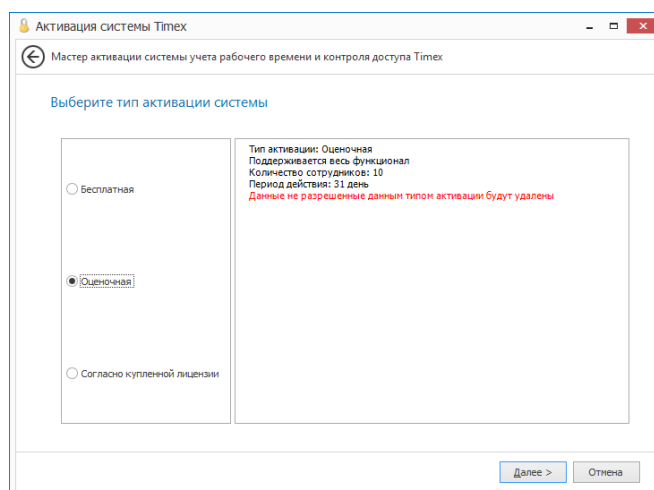 Активация системы Timex
Мастер активации системы учета рабочего времени и контроля доступа Timex
Выберите тип активации системы
Бесплатная
Оценочная
Согласно купленной лицензии
Тип активации: Оценочная
Поддерживается весь функционал
Количество сотрудников: 10
Период действия: 31 день
Данные не разрешенные данным типом активации будут удалены
Далее >
Отмена